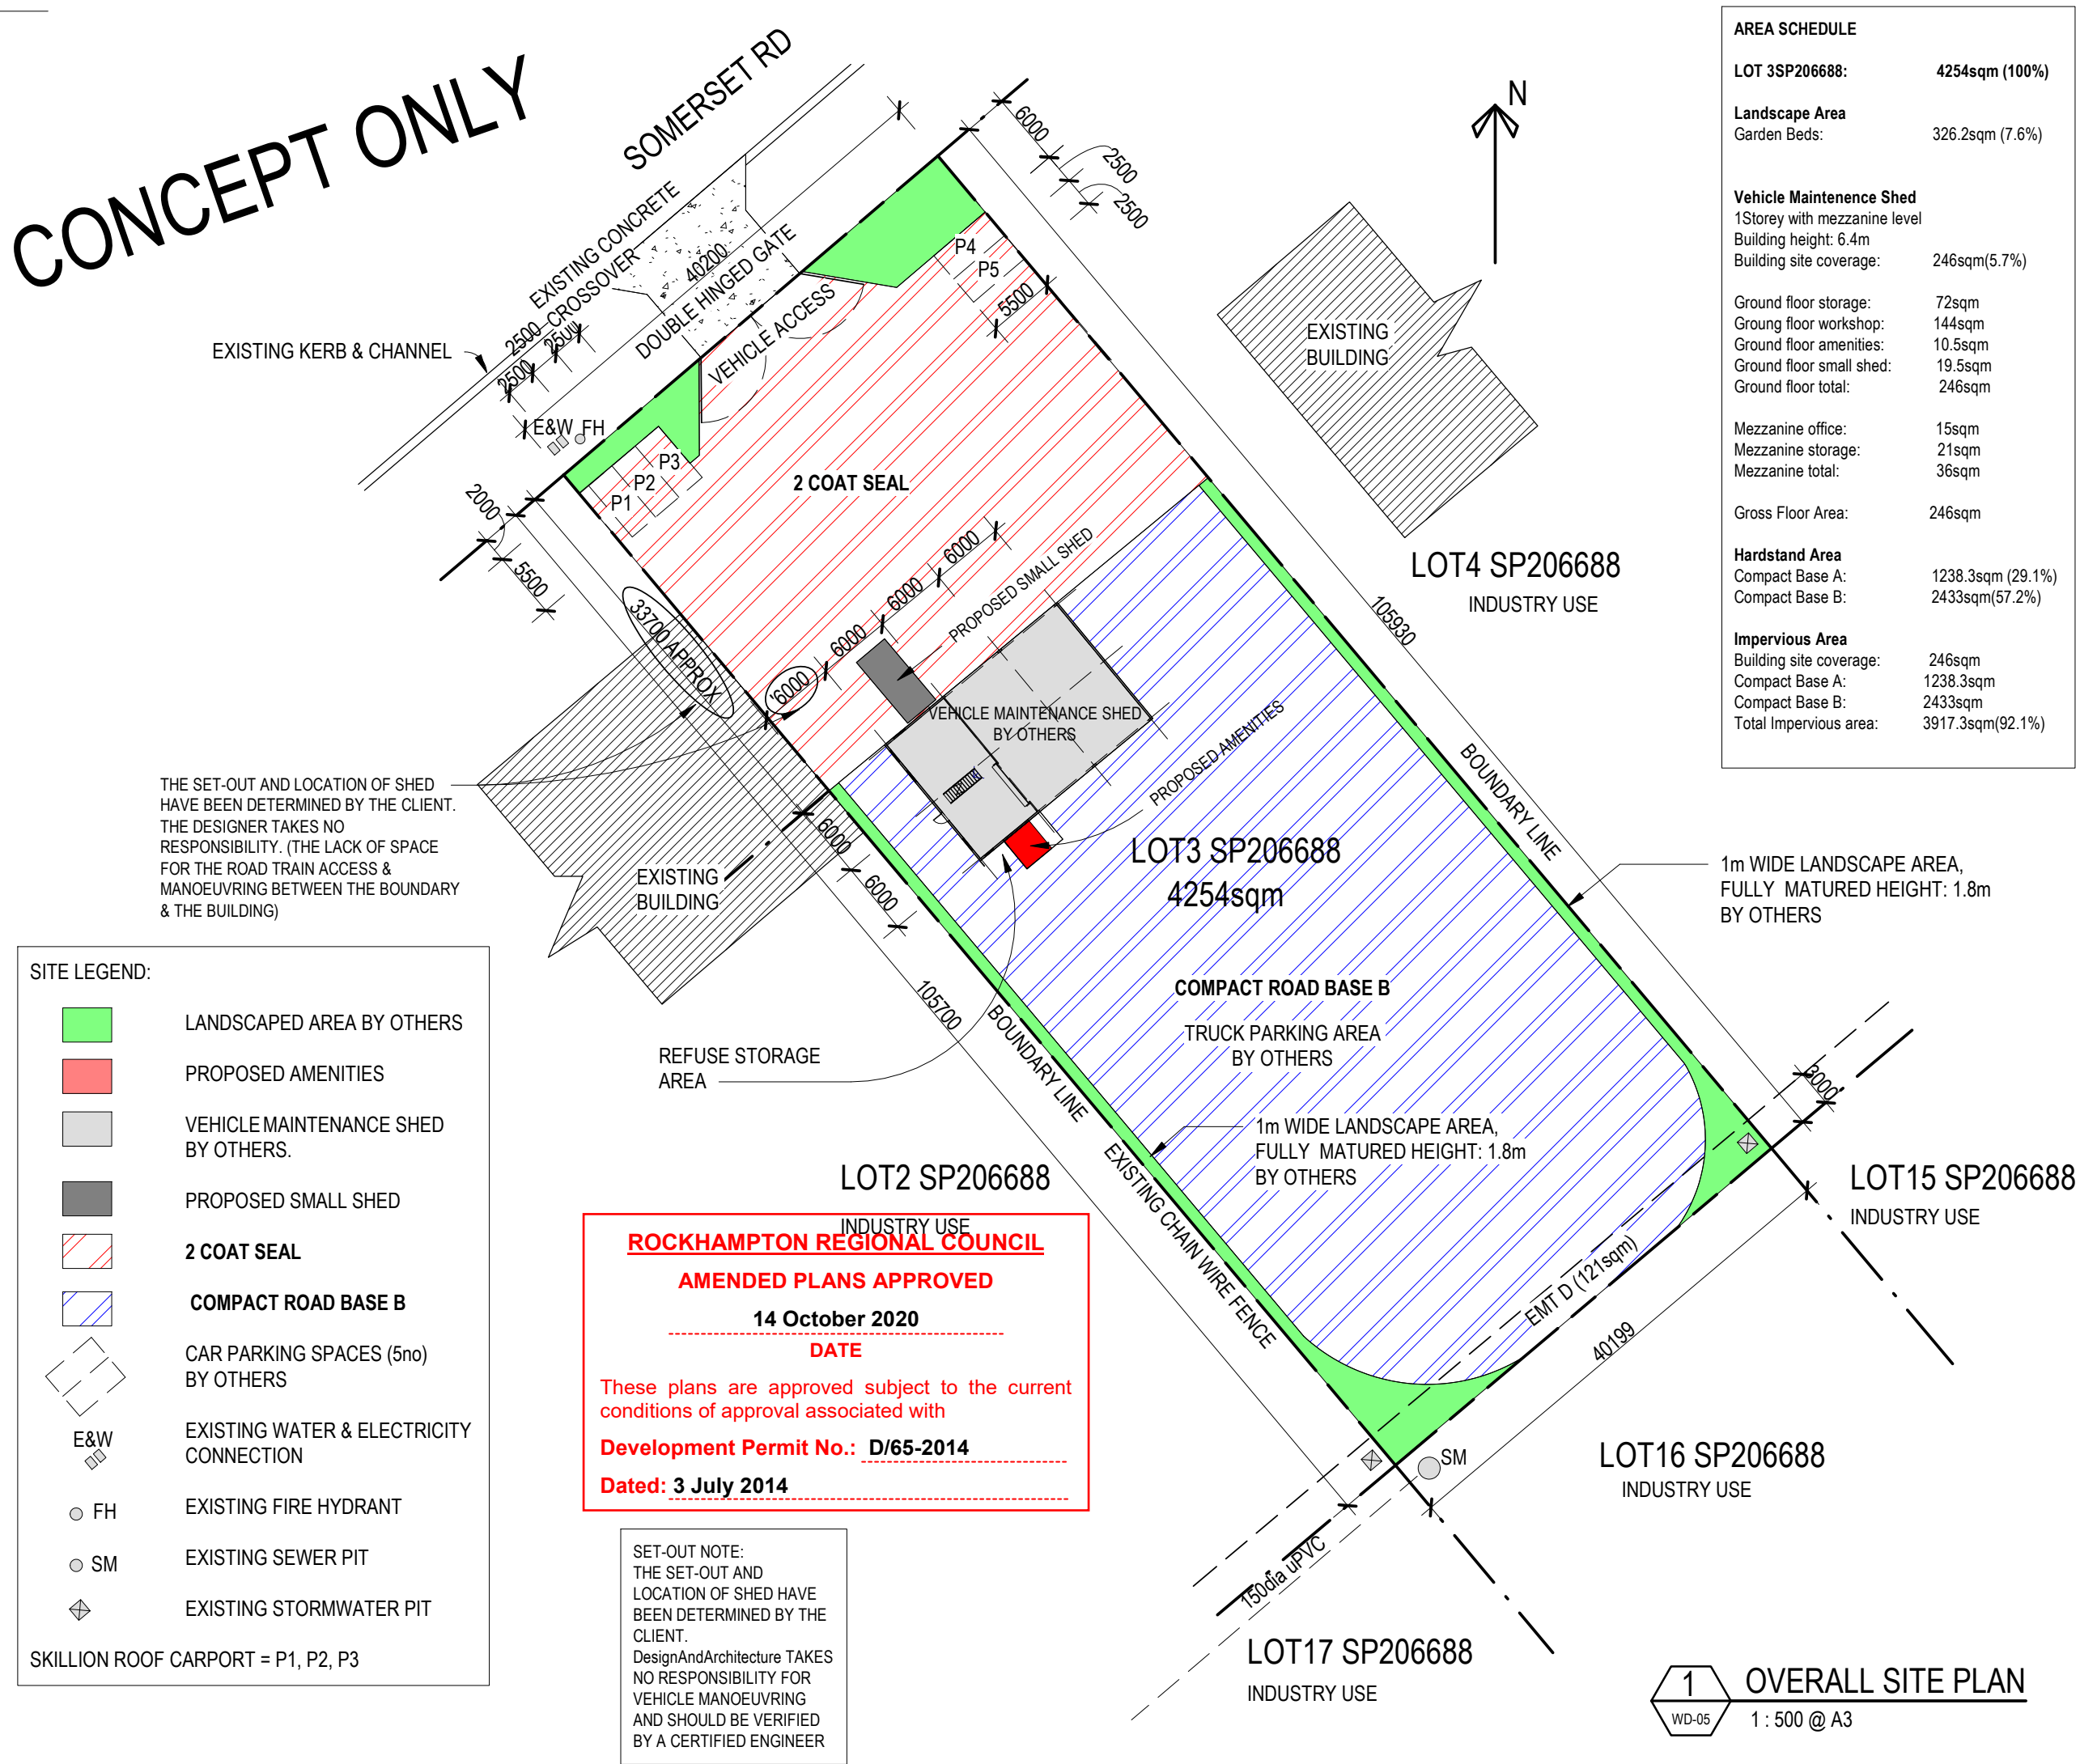 CONCEPT ONLY
SOMERSET RD
EXISTING CONCRETE
CROSSOVER
40200
DOUBLE HINGED GATE
VEHICLE ACCESS
EXISTING KERB & CHANNEL
2500
2500
2500
E&W
FH
6000
2500
2500
5500
P4
P5
P3
P2
P1
2 COAT SEAL
2000
5500
33700 APPROX
'6000
6000
6000
6000
PROPOSED SMALL SHED
VEHICLE MAINTENANCE SHED
BY OTHERS
PROPOSED AMENITIES
N
EXISTING
BUILDING
LOT4 SP206688
INDUSTRY USE
105930
BOUNDARY LINE
THE SET-OUT AND LOCATION OF SHED
HAVE BEEN DETERMINED BY THE CLIENT.
THE DESIGNER TAKES NO
RESPONSIBILITY. (THE LACK OF SPACE
FOR THE ROAD TRAIN ACCESS &
MANOEUVRING BETWEEN THE BOUNDARY
& THE BUILDING)
EXISTING
BUILDING
6000
6000
LOT3 SP206688
4254sqm
1m WIDE LANDSCAPE AREA,
FULLY MATURED HEIGHT: 1.8m
BY OTHERS
COMPACT ROAD BASE B
TRUCK PARKING AREA
BY OTHERS
105700
BOUNDARY LINE
EXISTING CHAIN WIRE FENCE
REFUSE STORAGE
AREA
1m WIDE LANDSCAPE AREA,
FULLY MATURED HEIGHT: 1.8m
BY OTHERS
3000
EMT D (121sqm)
40199
LOT2 SP206688
INDUSTRY USE
LOT15 SP206688
INDUSTRY USE
LOT16 SP206688
INDUSTRY USE
SM
150dia uPVC
LOT17 SP206688
INDUSTRY USE
AREA SCHEDULE
LOT 3SP206688: 4254sqm (100%)
Landscape Area
Garden Beds: 326.2sqm (7.6%)
Vehicle Maintenence Shed
1Storey with mezzanine level
Building height: 6.4m
Building site coverage: 246sqm(5.7%)
Ground floor storage: 72sqm
Groung floor workshop: 144sqm
Ground floor amenities: 10.5sqm
Ground floor small shed: 19.5sqm
Ground floor total: 246sqm
Mezzanine office: 15sqm
Mezzanine storage: 21sqm
Mezzanine total: 36sqm
Gross Floor Area: 246sqm
Hardstand Area
Compact Base A: 1238.3sqm (29.1%)
Compact Base B: 2433sqm(57.2%)
Impervious Area
Building site coverage: 246sqm
Compact Base A: 1238.3sqm
Compact Base B: 2433sqm
Total Impervious area: 3917.3sqm(92.1%)
SITE LEGEND:
LANDSCAPED AREA BY OTHERS
PROPOSED AMENITIES
VEHICLE MAINTENANCE SHED
BY OTHERS.
PROPOSED SMALL SHED
2 COAT SEAL
COMPACT ROAD BASE B
CAR PARKING SPACES (5no)
BY OTHERS
E&W EXISTING WATER & ELECTRICITY
CONNECTION
FH EXISTING FIRE HYDRANT
SM EXISTING SEWER PIT
EXISTING STORMWATER PIT
SKILLION ROOF CARPORT = P1, P2, P3
ROCKHAMPTON REGIONAL COUNCIL
AMENDED PLANS APPROVED
14 October 2020
DATE
These plans are approved subject to the current
conditions of approval associated with
Development Permit No.: D/65-2014
Dated: 3 July 2014
SET-OUT NOTE:
THE SET-OUT AND
LOCATION OF SHED HAVE
BEEN DETERMINED BY THE
CLIENT.
DesignAndArchitecture TAKES
NO RESPONSIBILITY FOR
VEHICLE MANOEUVRING
AND SHOULD BE VERIFIED
BY A CERTIFIED ENGINEER
1
WD-05
OVERALL SITE PLAN
1 : 500 @ A3